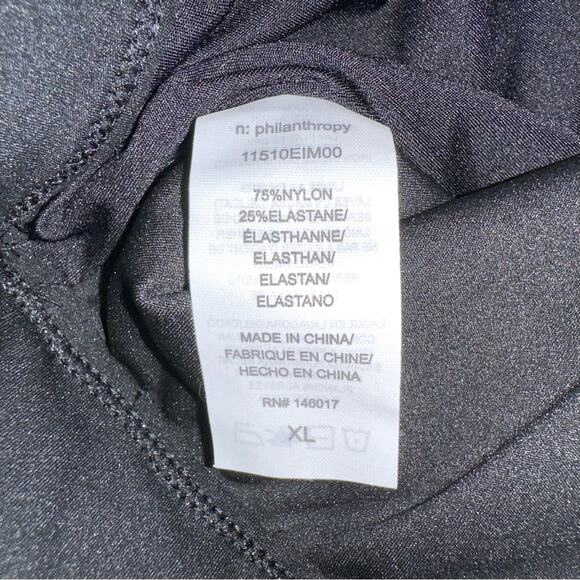 n: philanthropy
11510EIM00
75%NYLON
25%ELASTANE/
ÉLASTHANNE/
ELASTHAN/
ELASTAN/
ELASTANO
MADE IN CHINA/
FABRIQUE EN CHINE/
HECHO EN CHINA
RN# 146017
XL